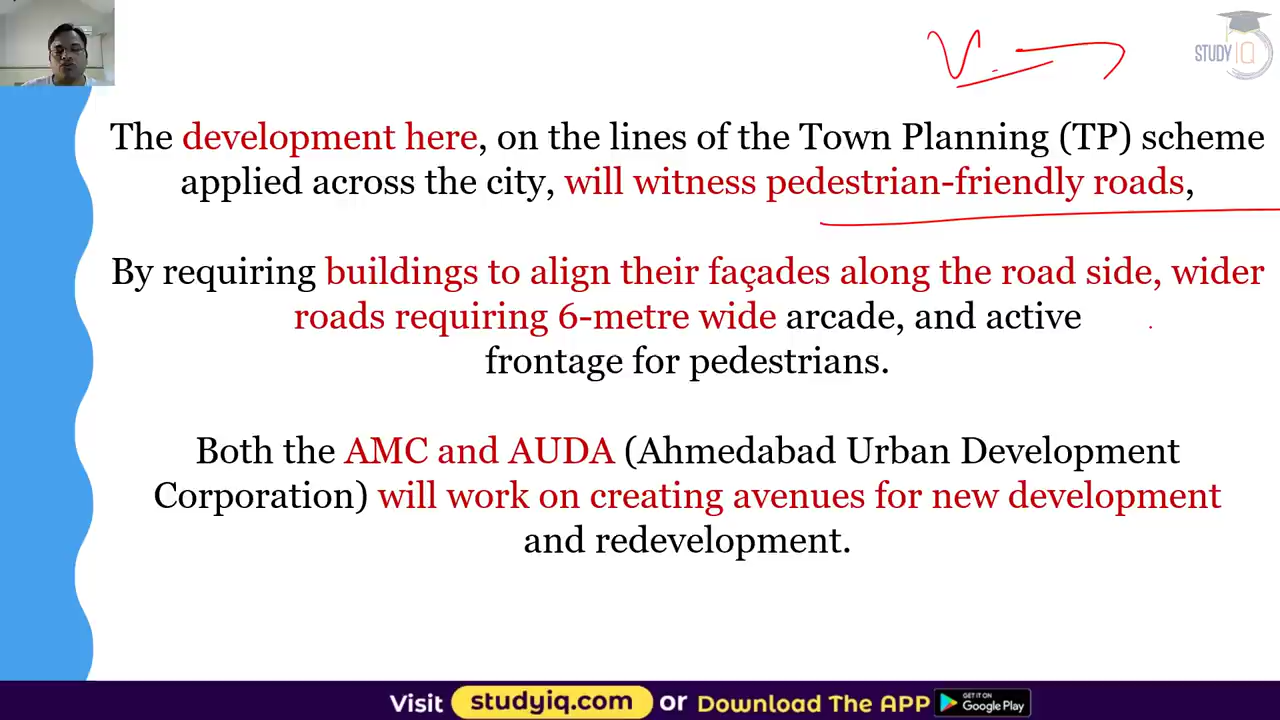 STUDY IQ
The development here, on the lines of the Town Planning (TP) scheme
applied across the city, will witness pedestrian-friendly roads,
By requiring buildings to align their façades along the road side, wider
roads requiring 6-metre wide arcade, and active
frontage for pedestrians.
Both the AMC and AUDA (Ahmedabad Urban Development
Corporation) will work on creating avenues for new development
and redevelopment.
Visit studyiq.com or Download The APP GET IT ON Google Play